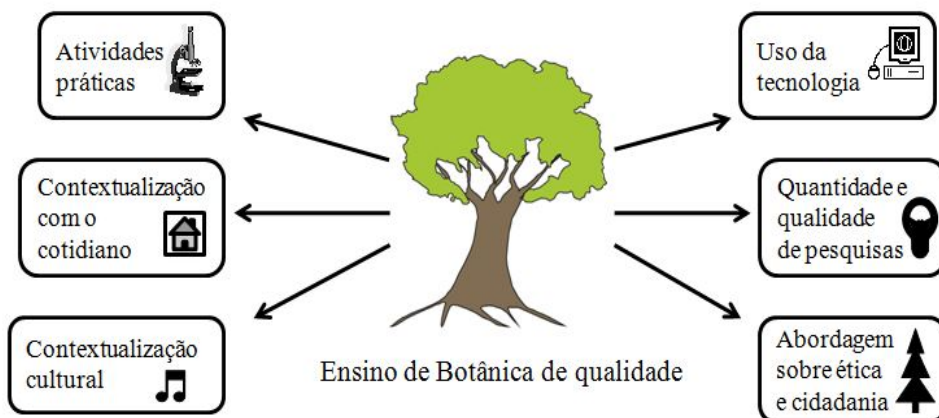 Atividades
práticas
Uso da
tecnologia
Contextualização
com o
cotidiano
Quantidade e
qualidade
de pesquisas
Contextualização
cultural
Ensino de Botânica de qualidade
Abordagem
sobre ética
e cidadania